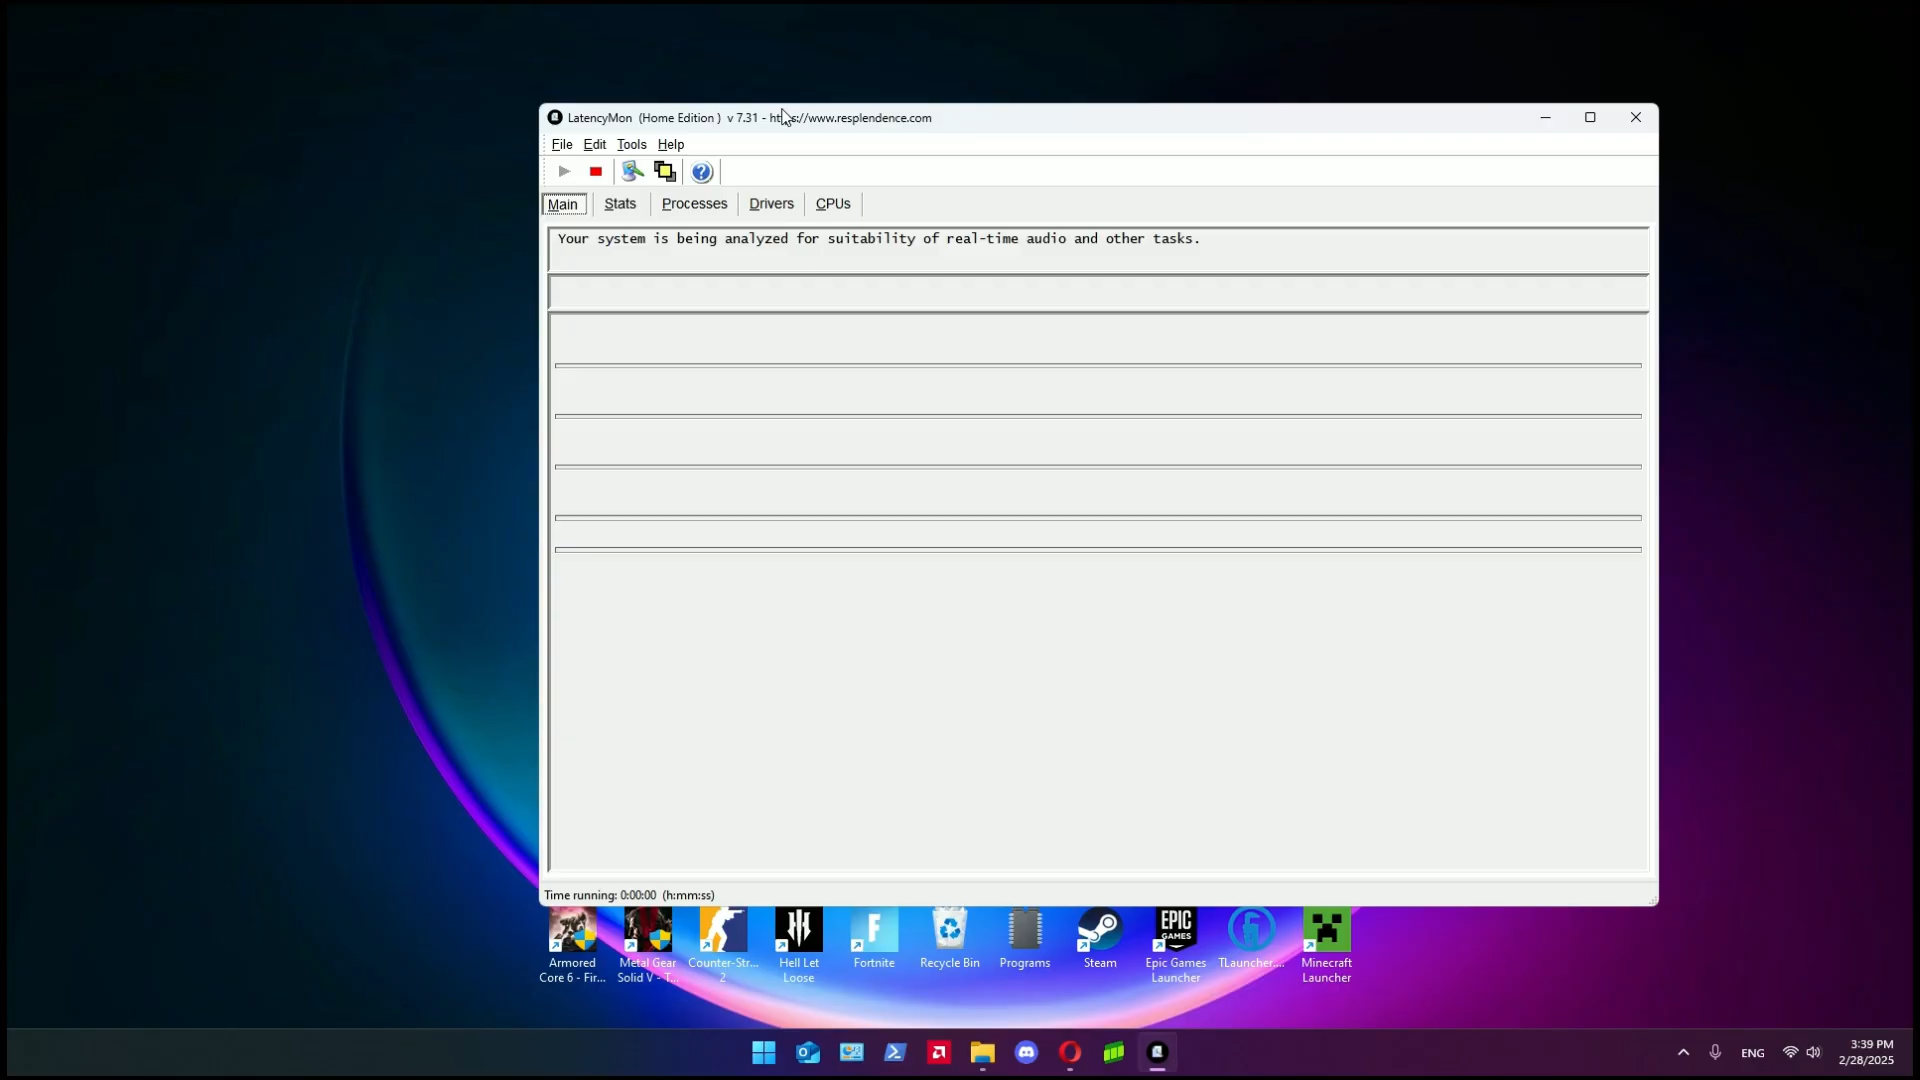 LatencyMon (Home Edition ) v 7.31 - https://www.resplendence.com
File Edit Tools Help
Main Stats Processes Drivers CPUs
Your system is being analyzed for suitability of real-time audio and other tasks.
Time running: 0:00:00 (h:mm:ss)
EPIC
GAMES
Armored Metal Gear Counter-Str... Hell Let Fortnite Recycle Bin Programs Steam Epic Games TLauncher.... Minecraft
Core 6 - Fir... Solid V - T... 2 Loose Launcher Launcher
ENG
3:39 PM
2/28/2025